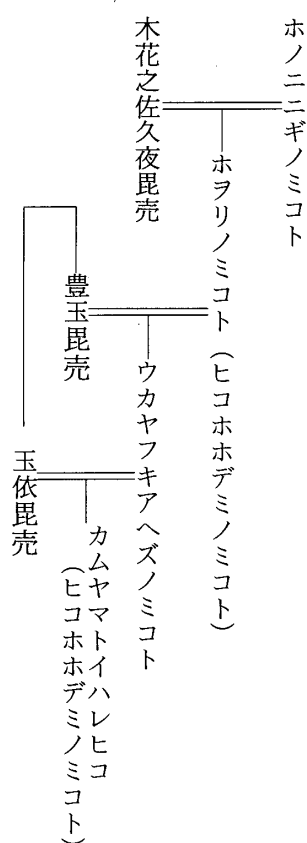 ホノニニギノミコト
木花之佐久夜毘売
ホヲリノミコト（ヒコホホデミノミコト）
豊玉毘売
ウカヤフキアヘズノミコト
玉依毘売
カムヤマトイハレヒコ
（ヒコホホデミノミコト）